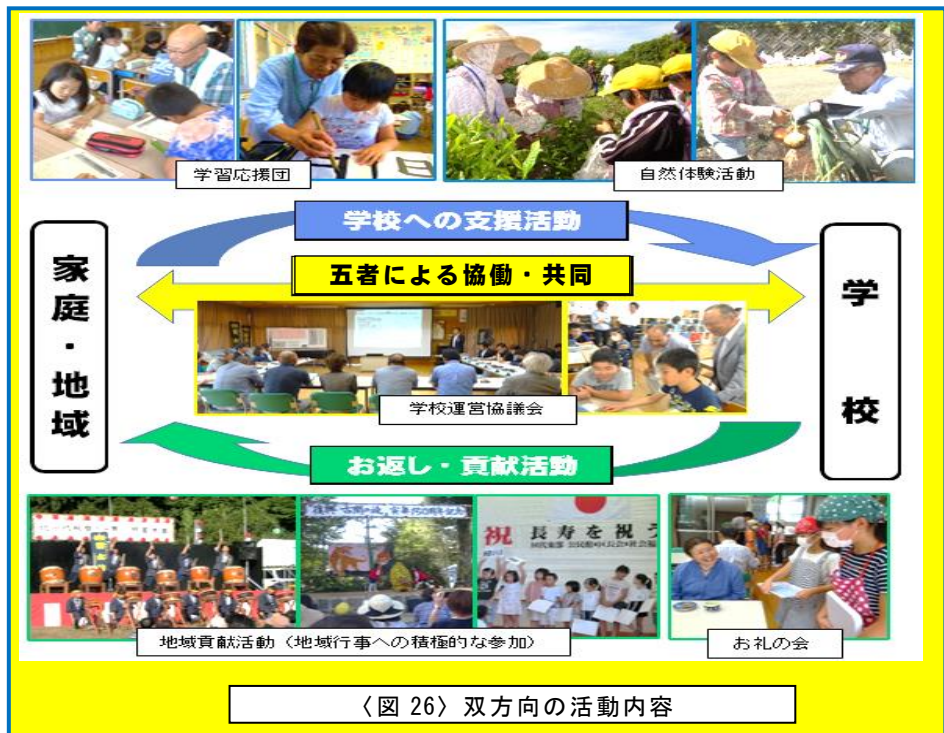 学習応援団
自然体験活動
学校への支援活動
家庭・地域
五者による協働・共同
学校
学校運営協議会
お返し・貢献活動
祝 長寿を祝う
地域貢献活動（地域行事への積極的な参加）
お礼の会
〈図 26〉双方向の活動内容